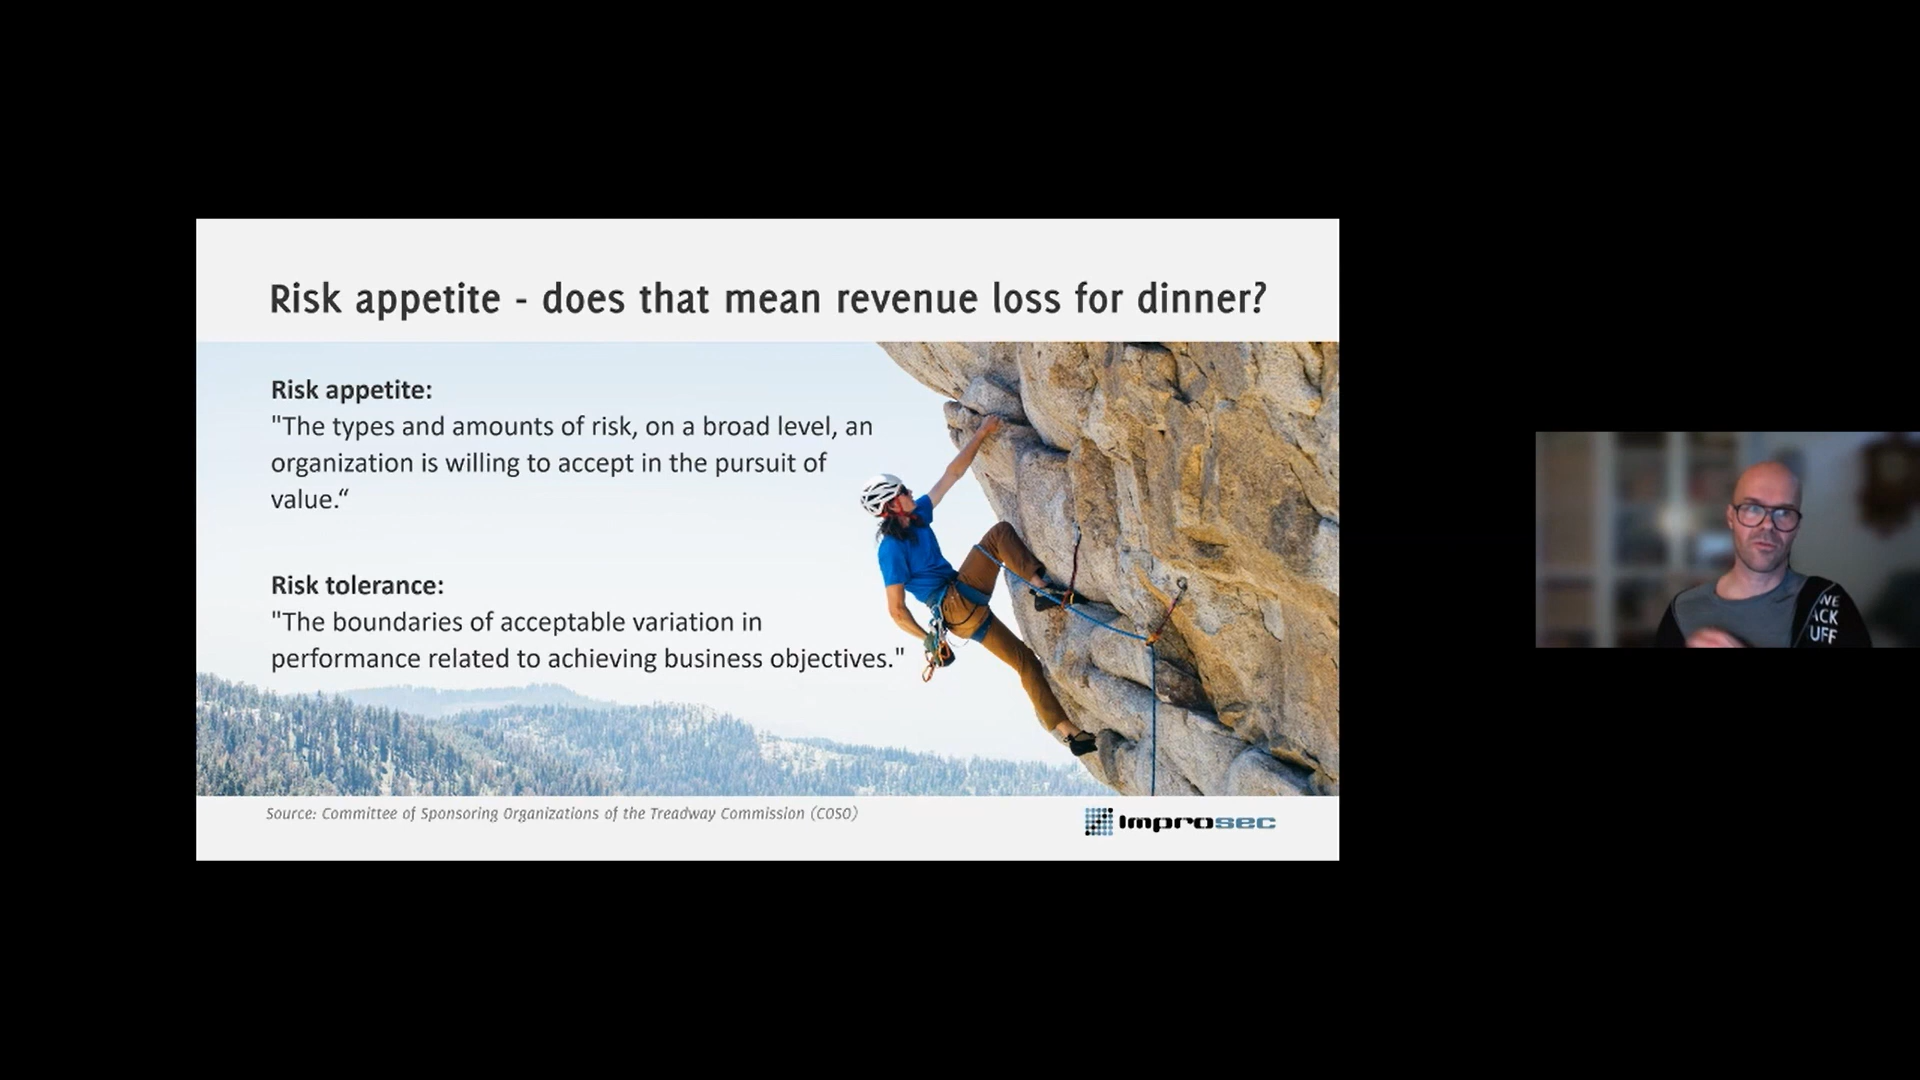 Risk appetite - does that mean revenue loss for dinner?
Risk appetite:
"The types and amounts of risk, on a broad level, an
organization is willing to accept in the pursuit of
value.“
Risk tolerance:
"The boundaries of acceptable variation in
performance related to achieving business objectives."
Source: Committee of Sponsoring Organizations of the Treadway Commission (COSO)
Improsec
UFF